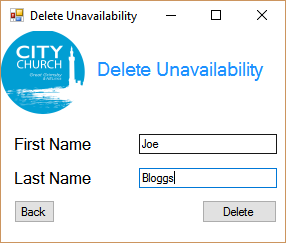 Delete Unavailability
CITY
CHURCH
Delete Unavailability
First Name
Joe
Last Name
Bloggs
Back
Delete